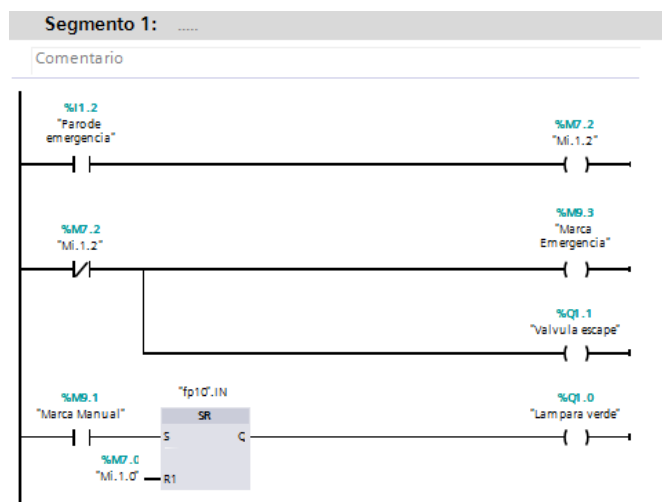 Segmento 1: .....
Comentario
%I1.2
"Paro de
emergencia"
%M7.2
"Mi.1.2"
%M7.2
"Mi.1.2"
%M9.3
"Marca
Emergencia"
%Q1.1
"Valvula escape"
%M9.1
"Marca Manual"
"fp10".IN
SR
S
Q
%Q1.0
"Lampara verde"
%M7.0
"Mi.1.0"
R1